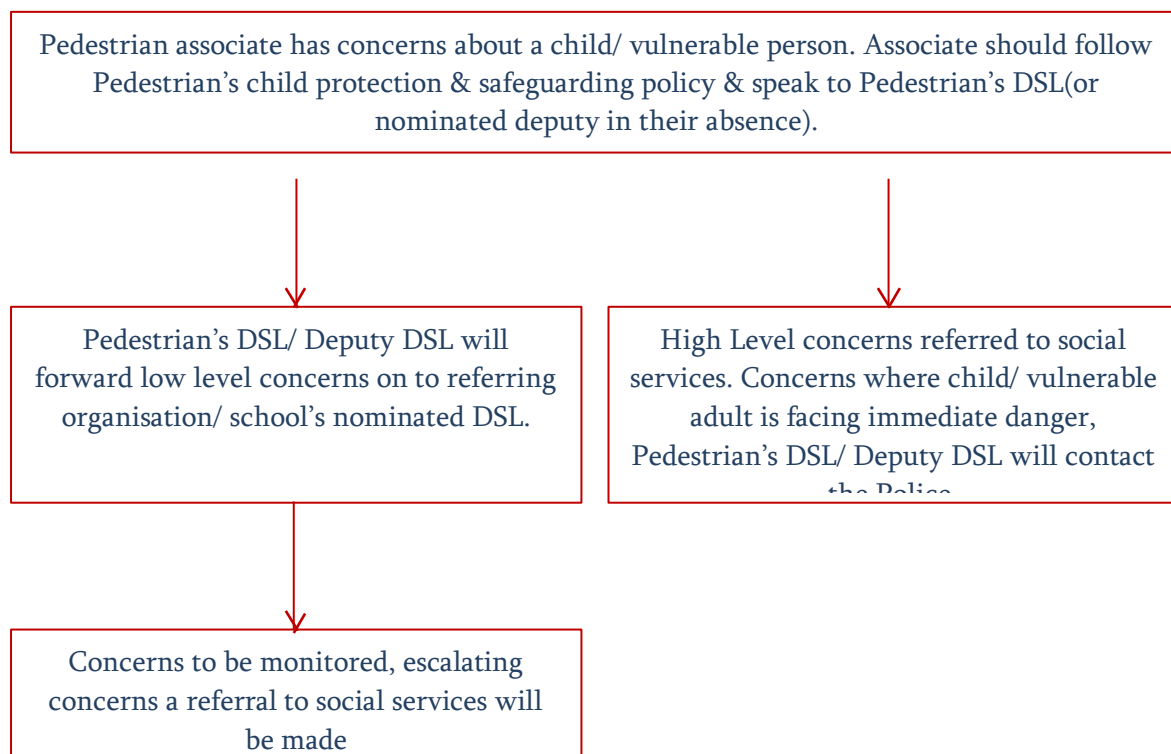 Pedestrian associate has concerns about a child/ vulnerable person. Associate should follow
Pedestrian’s child protection & safeguarding policy & speak to Pedestrian’s DSL(or
nominated deputy in their absence).
Pedestrian’s DSL/ Deputy DSL will
forward low level concerns on to referring
organisation/ school’s nominated DSL.
High Level concerns referred to social
services. Concerns where child/ vulnerable
adult is facing immediate danger,
Pedestrian’s DSL/ Deputy DSL will contact
the Police
Concerns to be monitored, escalating
concerns a referral to social services will
be made